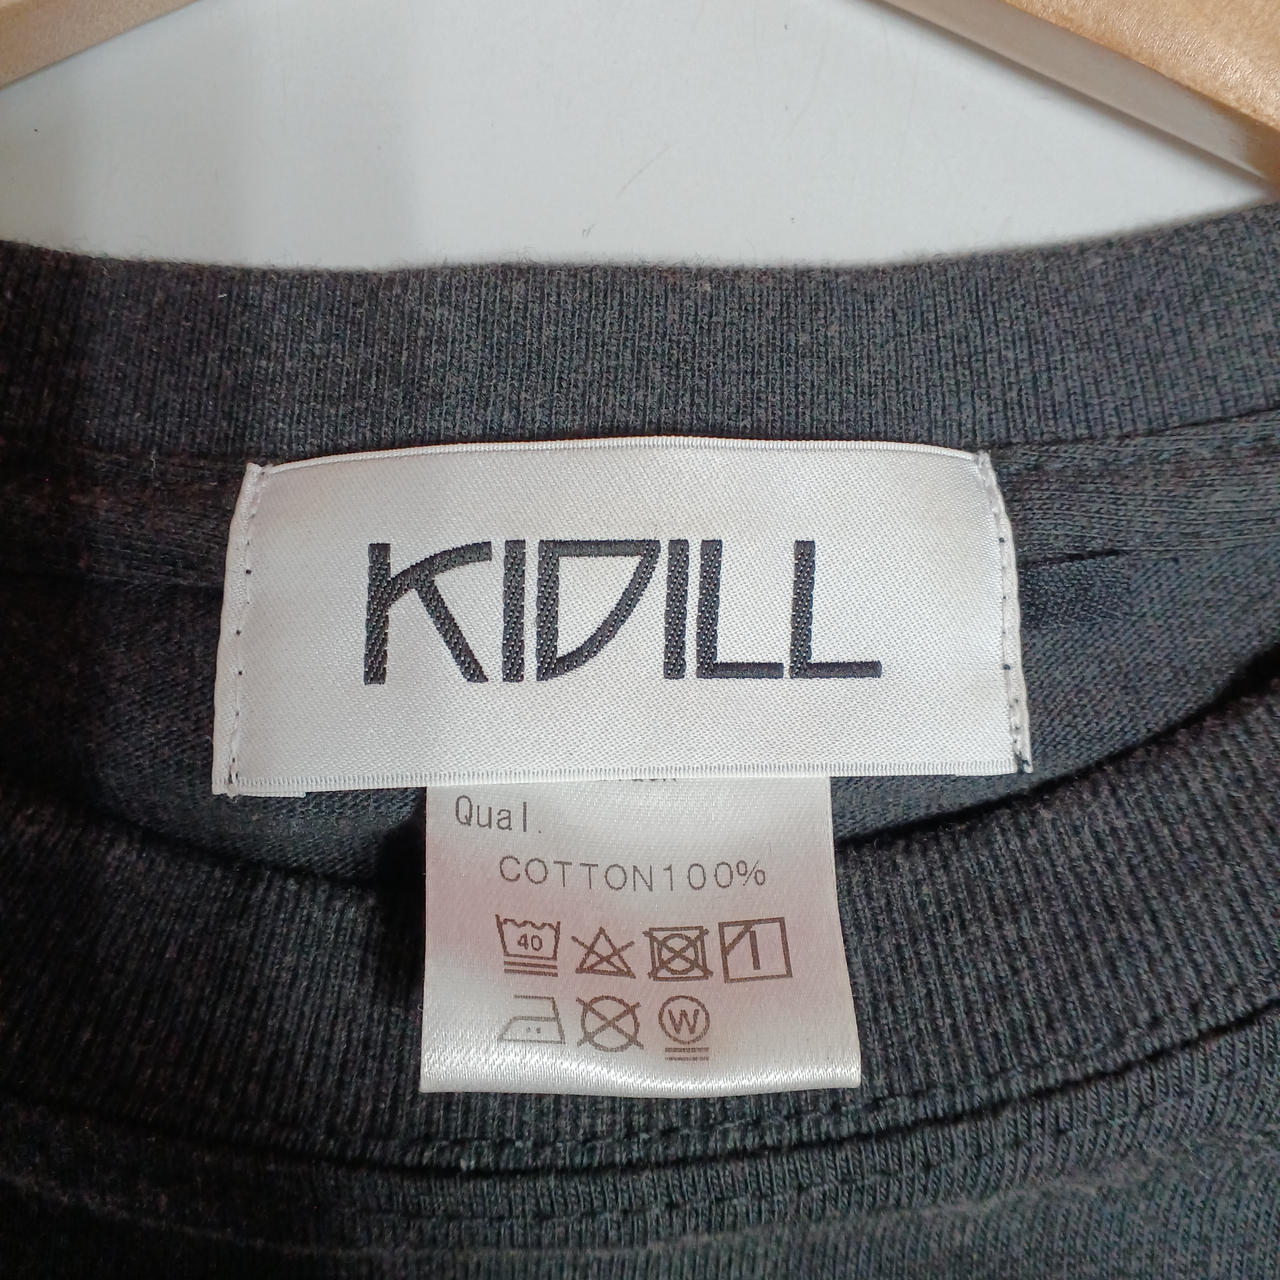 KIDILL
Qual.
COTTON100%
40
W